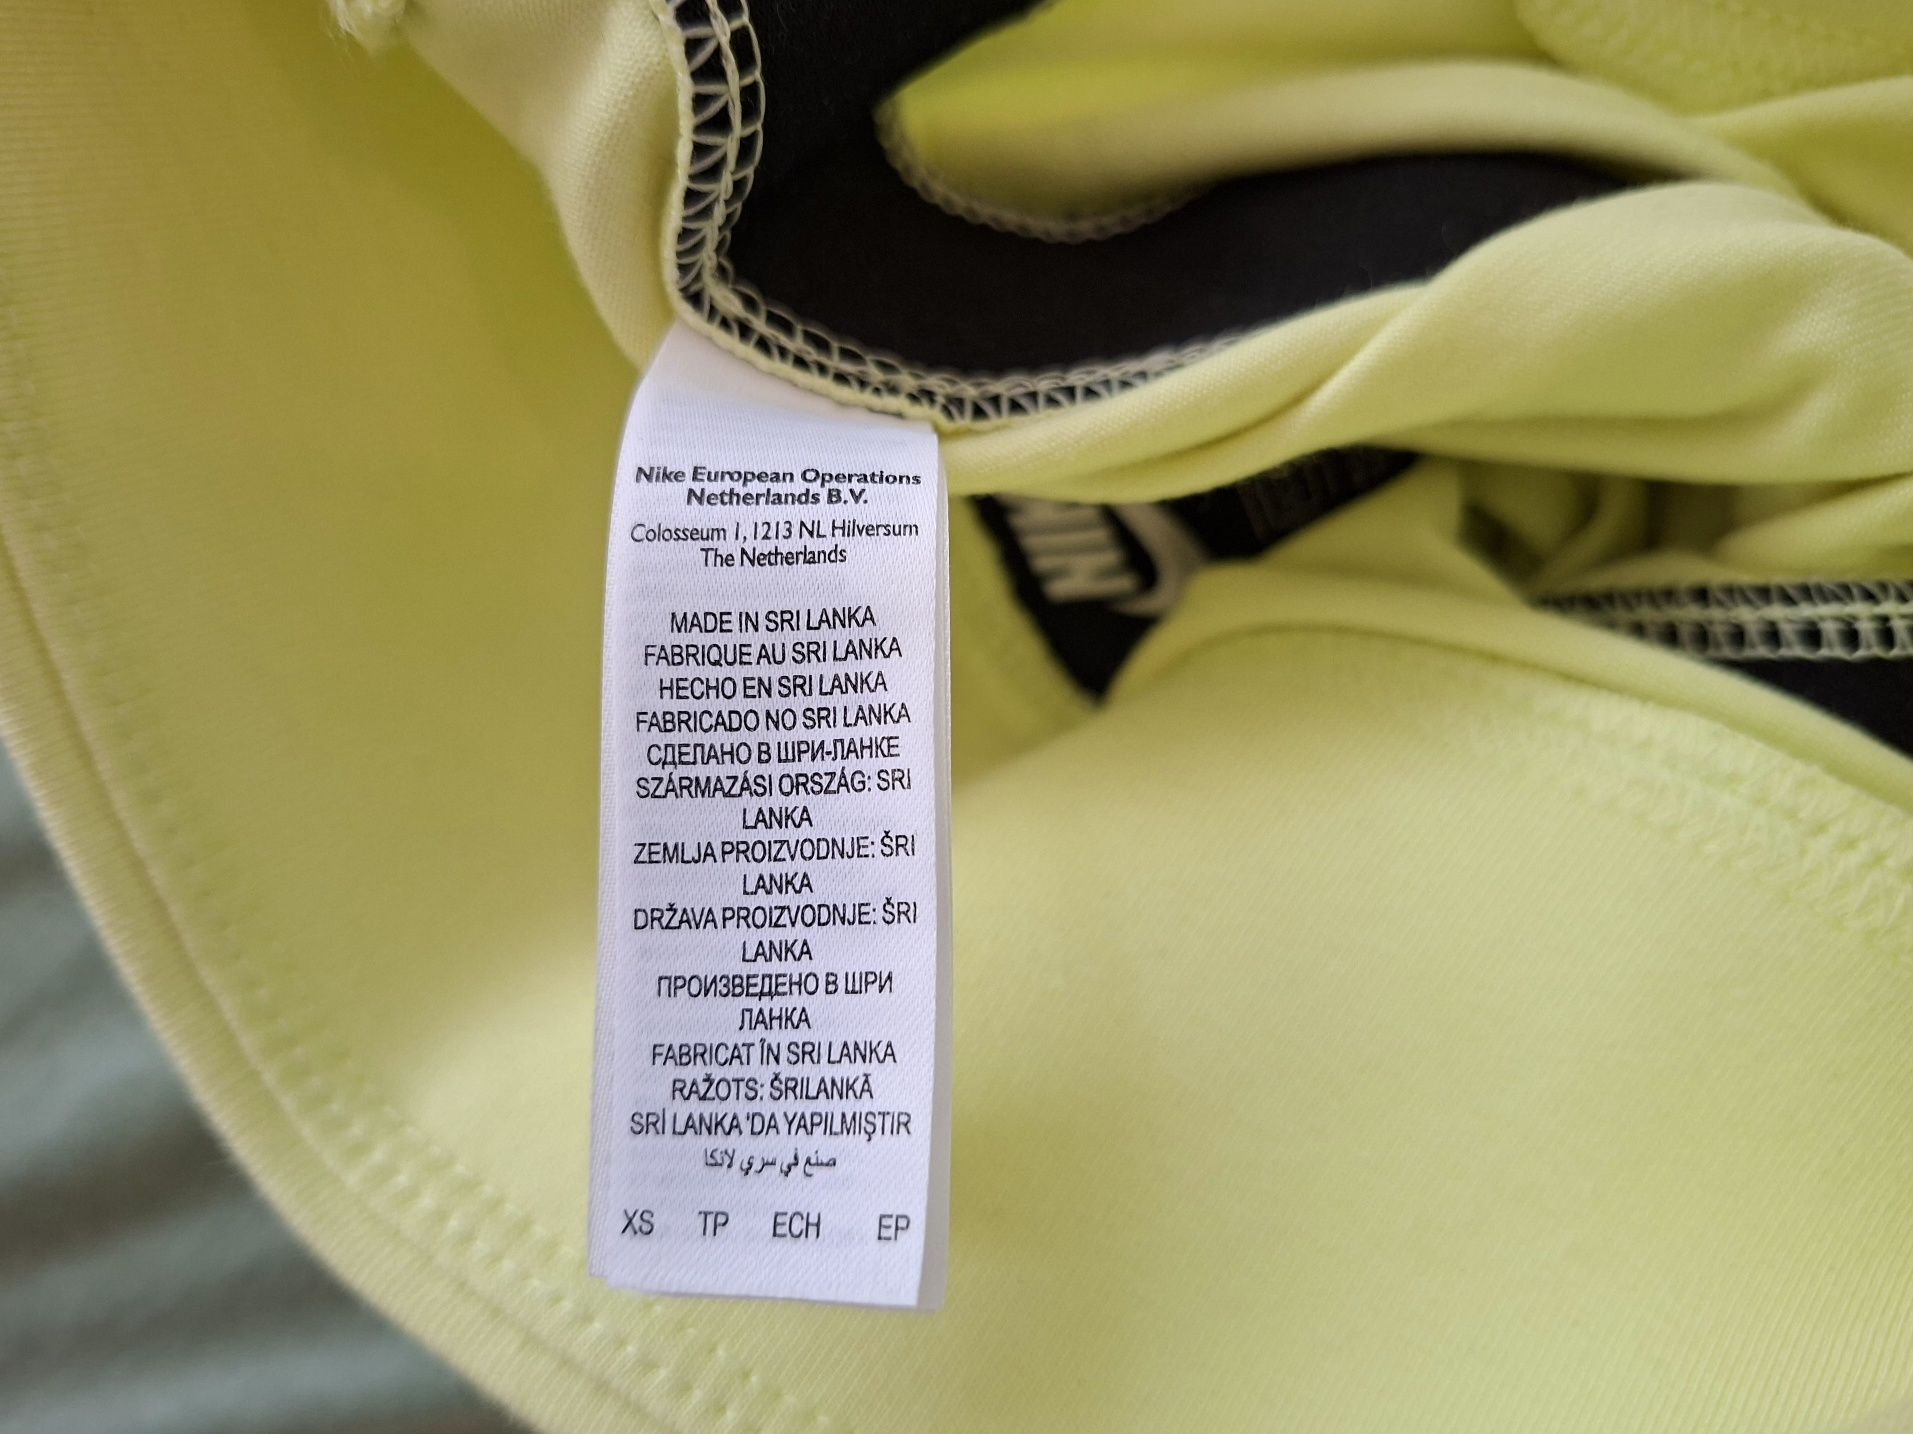 Nike European Operations
Netherlands B.V.
Colosseum 1, 1213 NL Hilversum
The Netherlands
MADE IN SRI LANKA
FABRIQUE AU SRI LANKA
HECHO EN SRI LANKA
FABRICADO NO SRI LANKA
СДЕЛАНО В ШРИ-ЛАНКЕ
SZÁRMAZÁSI ORSZÁG: SRI
LANKA
ZEMLJA PROIZVODNJE: ŠRI
LANKA
DRŽAVA PROIZVODNJE: ŠRI
LANKA
ПРОИЗВЕДЕНО В ШРИ
ЛАНКА
FABRICAT ÎN SRI LANKA
RAŽOTS: ŠRILANKĀ
SRİ LANKA 'DA YAPILMIŞTIR
صنع في سري لانكا
XS TP ECH EP